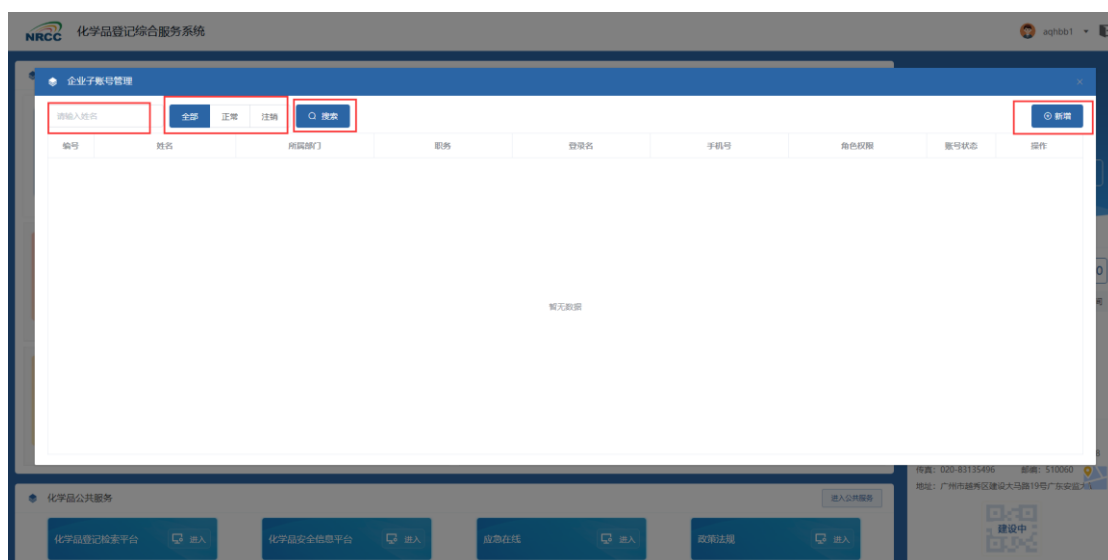 NRCC 化学品登记综合服务系统
aqhbb1
企业子账号管理
请输入姓名 全部 正常 注销 搜索 新增
编号 姓名 所属部门 职务 登录名 手机号 角色权限 账号状态 操作
暂无数据
传真：020-83135496 邮编：510060
地址：广州市越秀区建设大马路19号广东安监大
化学品公共服务 进入公共服务
建设中
化学品登记检索平台 进入 化学品安全信息平台 进入 应急在线 进入 政策法规 进入